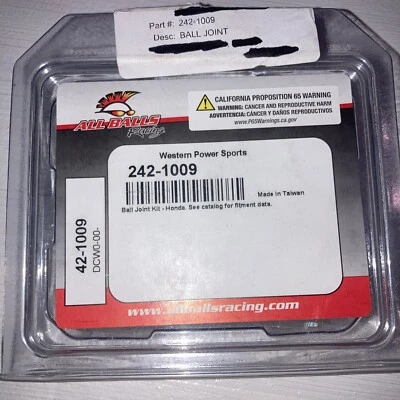 Part #: 242-1009
Desc: BALL JOINT
ALL BALLS
Racing
CALIFORNIA PROPOSITION 65 WARNING
WARNING: CANCER AND REPRODUCTIVE HARM
ADVERTENCIA: CÁNCER Y DAÑOS REPRODUCTIVOS
www.P65Warnings.ca.gov
Western Power Sports
242-1009
Made in Taiwan
Ball Joint Kit - Honda. See catalog for fitment data.
42-1009
DCW0-00-
www.allballsracing.com